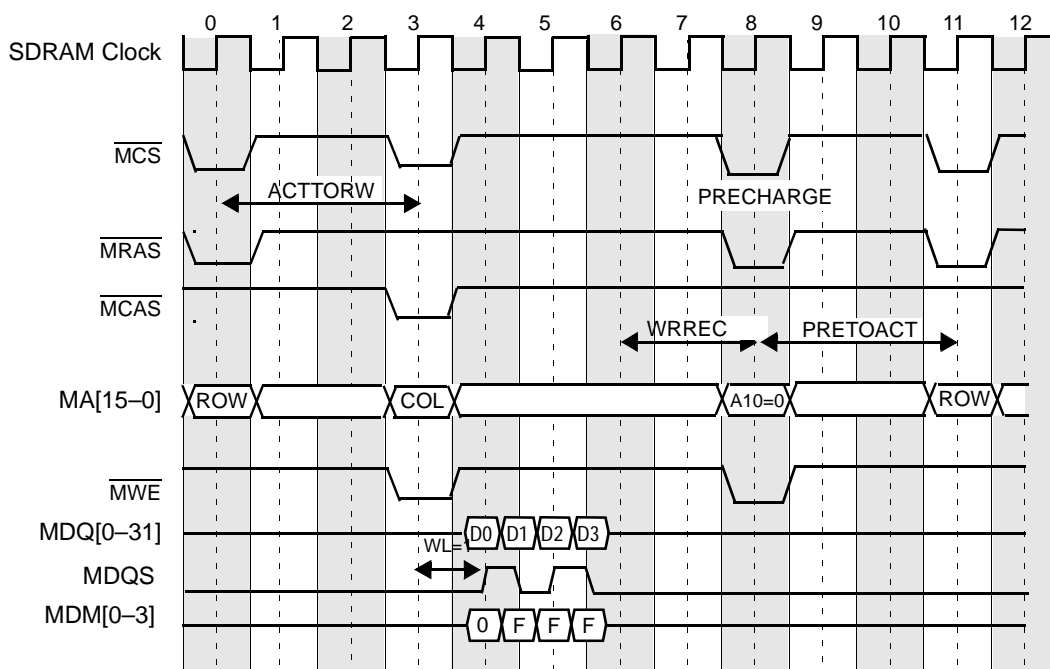 0 1 2 3 4 5 6 7 8 9 10 11 12
SDRAM Clock
MCS
ACTTORW
PRECHARGE
MRAS
MCAS
WRREC PRETOACT
MA[15–0] ROW COL A10=0 ROW
MWE
MDQ[0–31] D0 D1 D2 D3
WL=1
MDQS
MDM[0–3] 0 F F F